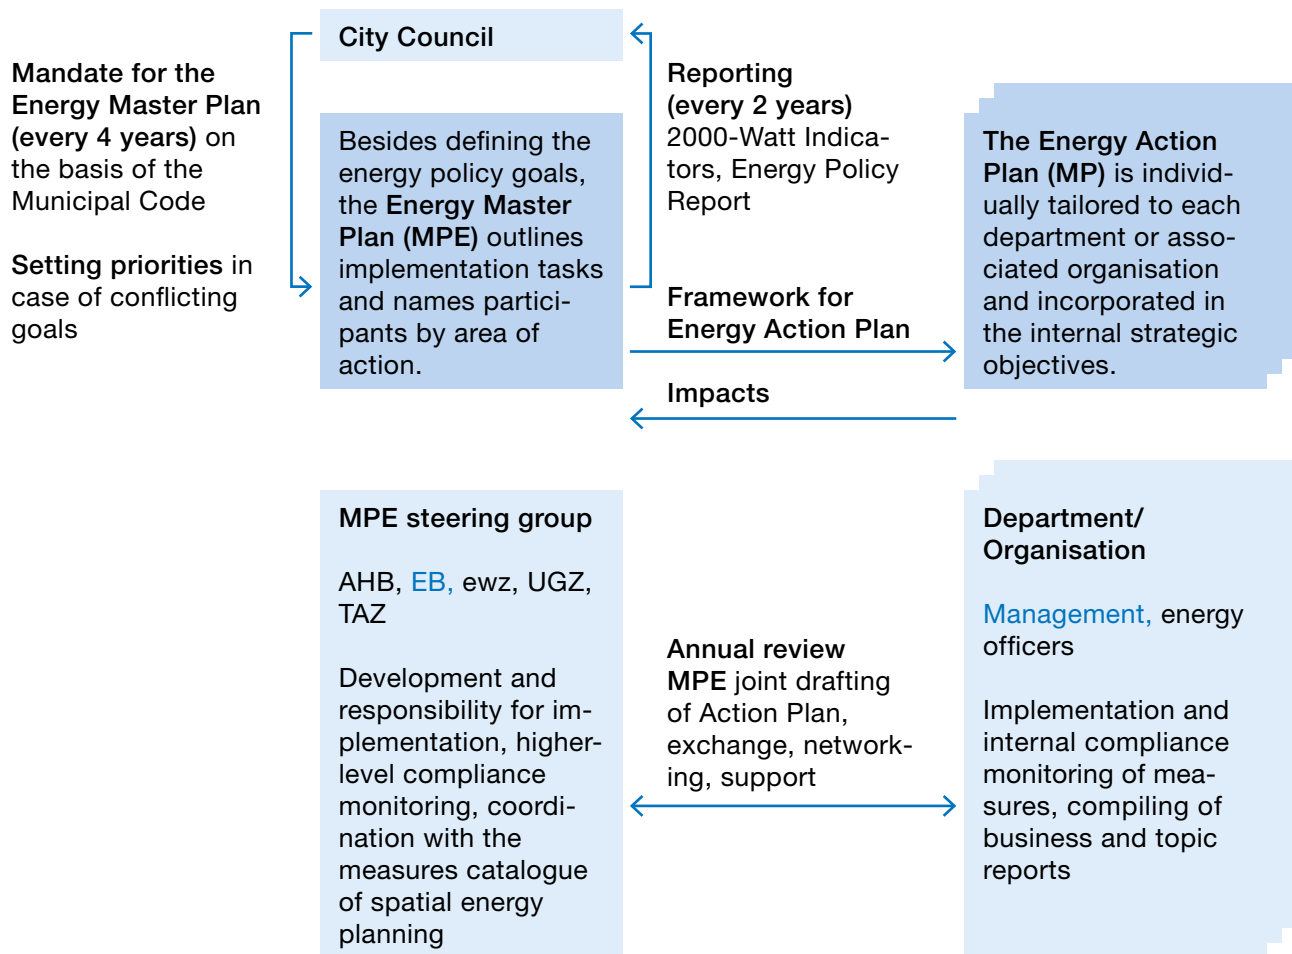 City Council
Mandate for the
Energy Master Plan
(every 4 years) on
the basis of the
Municipal Code
Setting priorities in
case of conflicting
goals
Besides defining the
energy policy goals,
the Energy Master
Plan (MPE) outlines
implementation tasks
and names partici-
pants by area of
action.
Reporting
(every 2 years)
2000-Watt Indica-
tors, Energy Policy
Report
Framework for
Energy Action Plan
Impacts
The Energy Action
Plan (MP) is individ-
ually tailored to each
department or asso-
ciated organisation
and incorporated in
the internal strategic
objectives.
MPE steering group
AHB, EB, ewz, UGZ,
TAZ
Development and
responsibility for im-
plementation, higher-
level compliance
monitoring, coordi-
nation with the
measures catalogue
of spatial energy
planning
Annual review
MPE joint drafting
of Action Plan,
exchange, network-
ing, support
Department/
Organisation
Management, energy
officers
Implementation and
internal compliance
monitoring of mea-
sures, compiling of
business and topic
reports